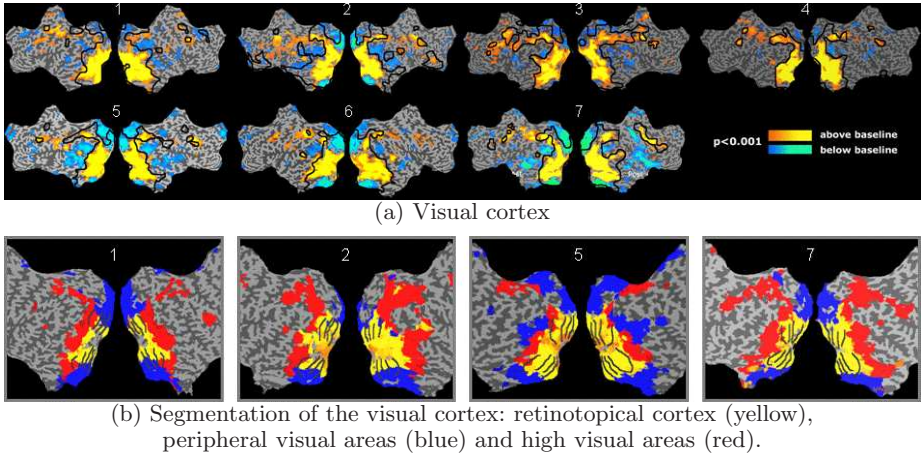 1 2 3 4
5 6 7
p<0.001
above baseline
below baseline
(a) Visual cortex
1 2 5 7
(b) Segmentation of the visual cortex: retinotopical cortex (yellow),
peripheral visual areas (blue) and high visual areas (red).